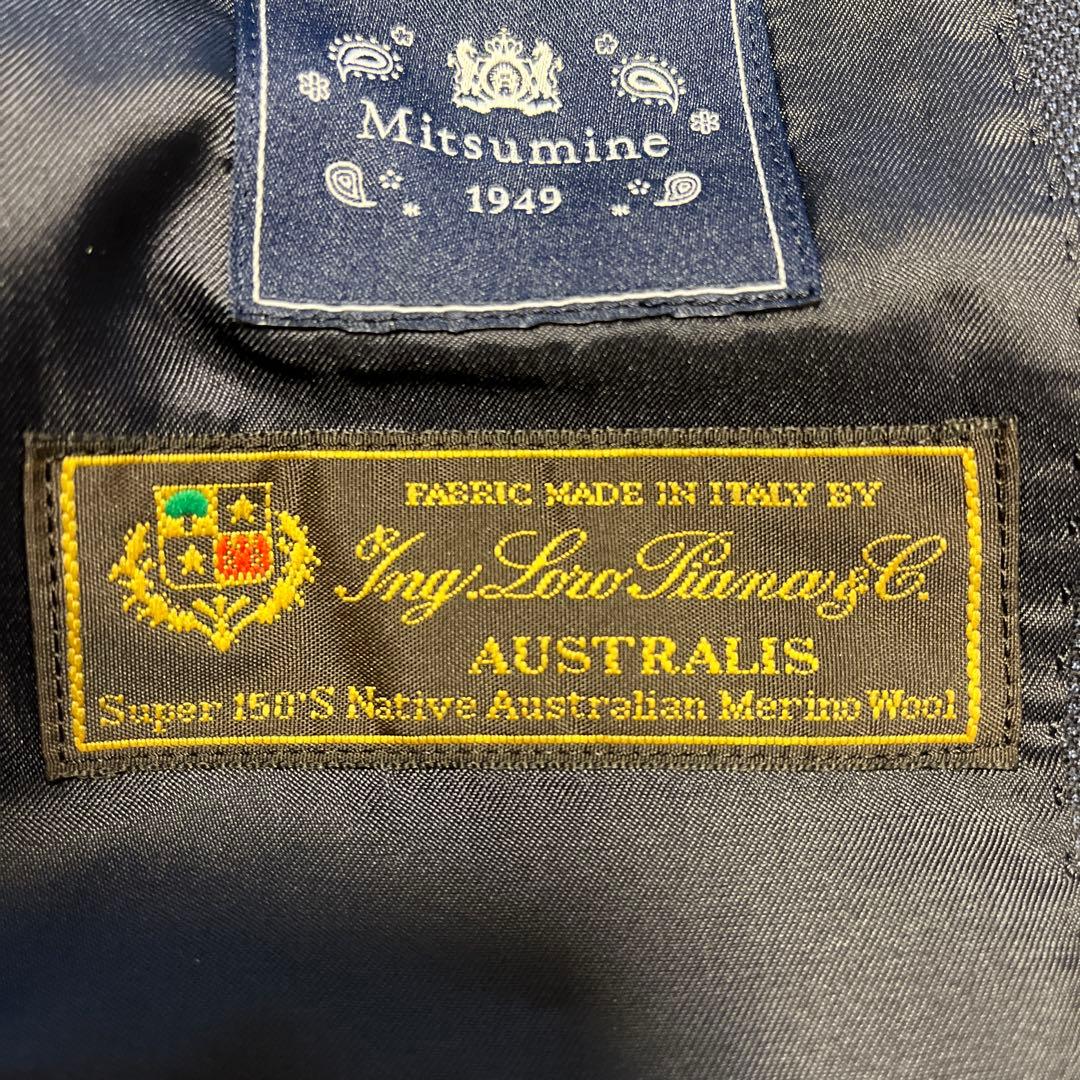 Mitsumine
1949
FABRIC MADE IN ITALY BY
Ing. Loro Piana & C.
AUSTRALIS
Super 150'S Native Australian Merino Wool